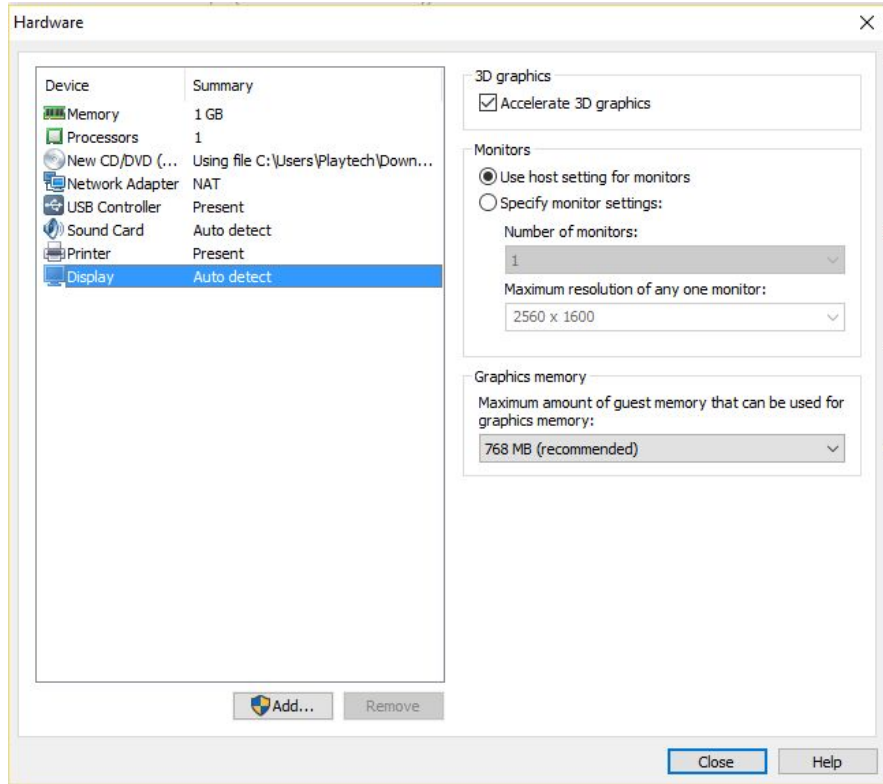 Hardware
Device Summary
Memory 1 GB
Processors 1
New CD/DVD (... Using file C:\Users\Playtech\Down...
Network Adapter NAT
USB Controller Present
Sound Card Auto detect
Printer Present
Display Auto detect
Add... Remove
3D graphics
Accelerate 3D graphics
Monitors
Use host setting for monitors
Specify monitor settings:
Number of monitors:
1
Maximum resolution of any one monitor:
2560 x 1600
Graphics memory
Maximum amount of guest memory that can be used for
graphics memory:
768 MB (recommended)
Close Help